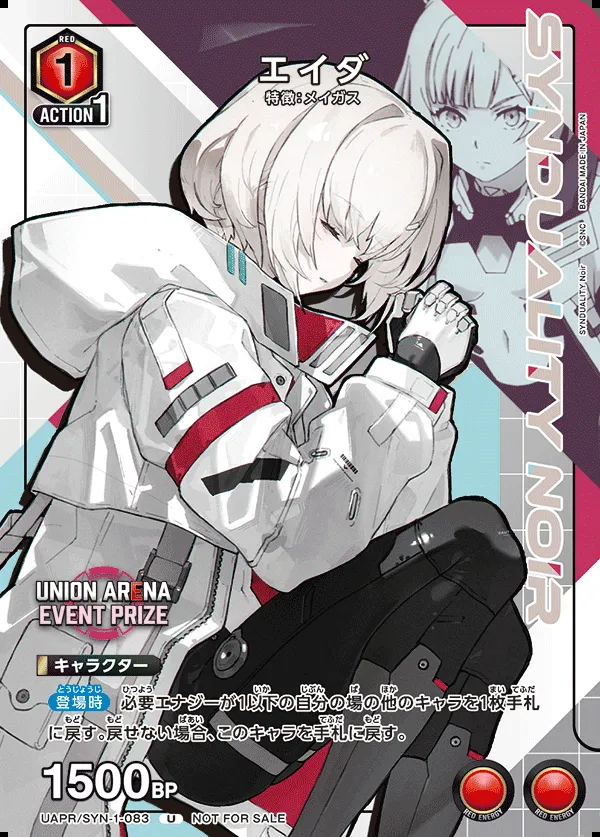 RED
1
ACTION1
エイダ
特徴:メイガス
SYNDUALITY NOIR
SYNDUALITY Noir ©SNC BANDAI MADE IN JAPAN
UNION ARENA
EVENT PRIZE
キャラクター
登場時 必要エナジーが1以下の自分の場の他のキャラを1枚手札
に戻す。戻せない場合、このキャラを手札に戻す。
1500BP
RED ENERGY RED ENERGY
UAPR/SYN-1-083 U NOT FOR SALE